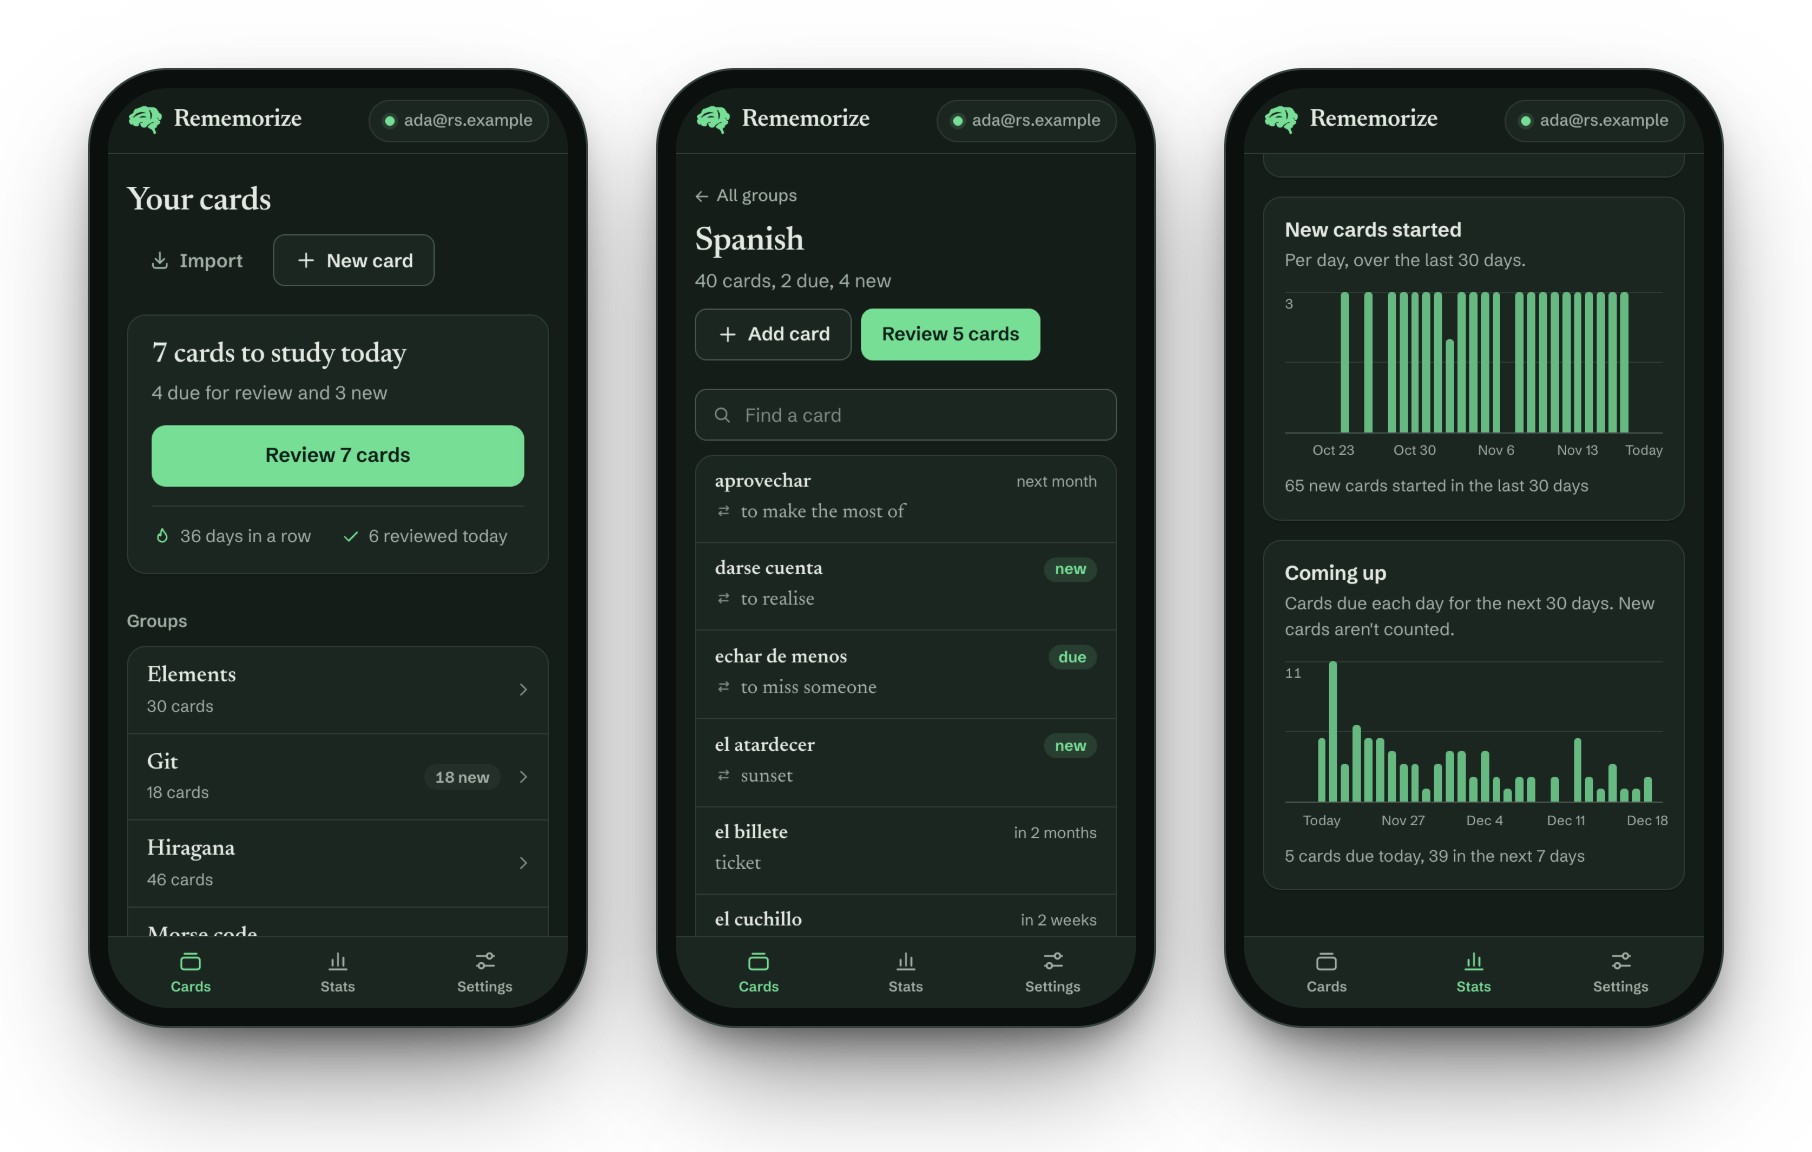 Rememorize
ada@rs.example
Your cards
Import
New card
7 cards to study today
4 due for review and 3 new
Review 7 cards
36 days in a row
6 reviewed today
Groups
Elements
30 cards
Git
18 cards
18 new
Hiragana
46 cards
Morse code
Cards
Stats
Settings
Rememorize
ada@rs.example
All groups
Spanish
40 cards, 2 due, 4 new
Add card
Review 5 cards
Find a card
aprovechar
next month
to make the most of
darse cuenta
new
to realise
echar de menos
due
to miss someone
el atardecer
new
sunset
el billete
in 2 months
ticket
el cuchillo
in 2 weeks
Cards
Stats
Settings
Rememorize
ada@rs.example
New cards started
Per day, over the last 30 days.
3
Oct 23
Oct 30
Nov 6
Nov 13
Today
65 new cards started in the last 30 days
Coming up
Cards due each day for the next 30 days. New
cards aren't counted.
11
Today
Nov 27
Dec 4
Dec 11
Dec 18
5 cards due today, 39 in the next 7 days
Cards
Stats
Settings